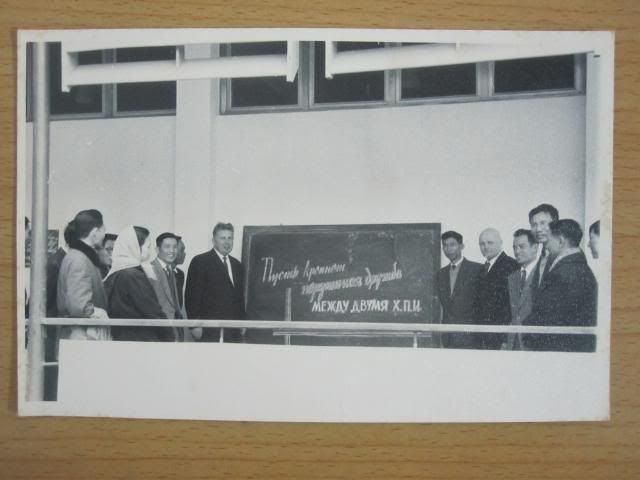 Пусть крепнет
нерушимая дружба
МЕЖДУ ДВУМЯ Х.П.И.